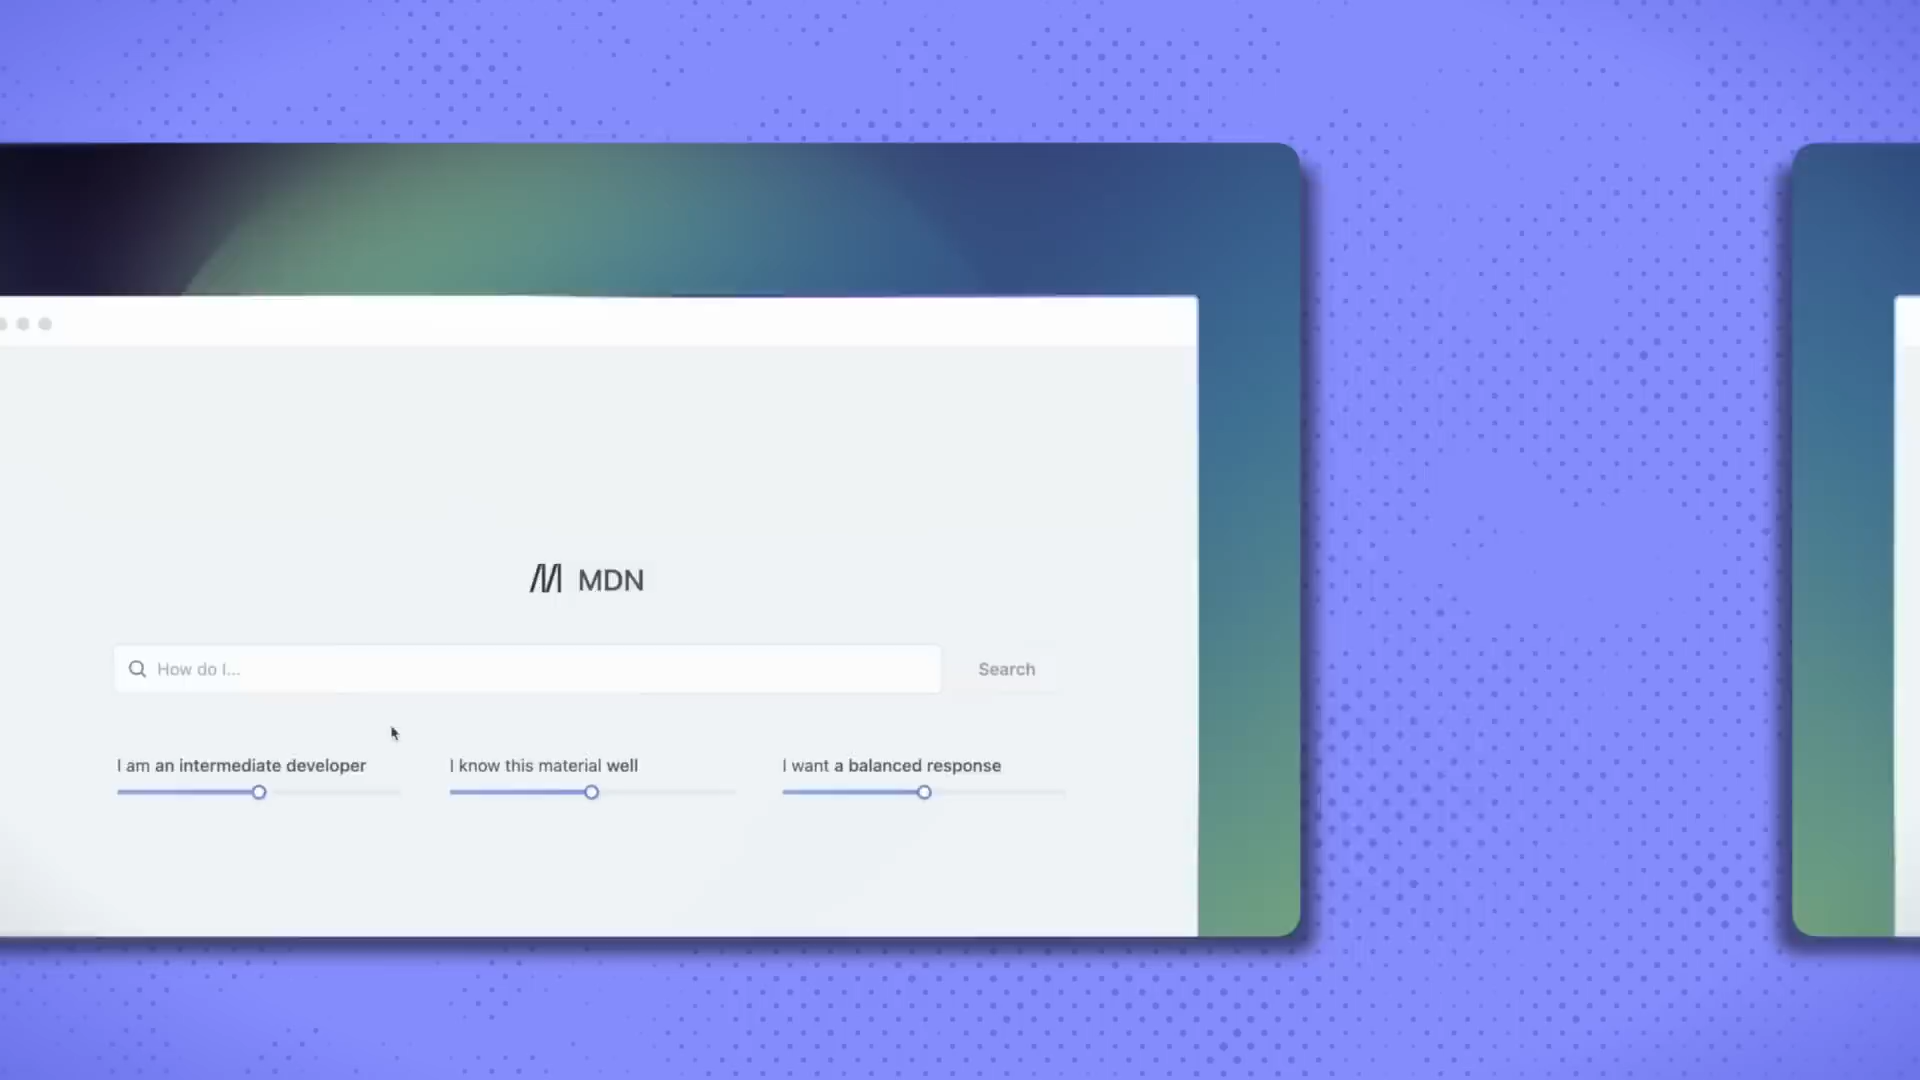 MDN
How do I...
Search
I am an intermediate developer
I know this material well
I want a balanced response